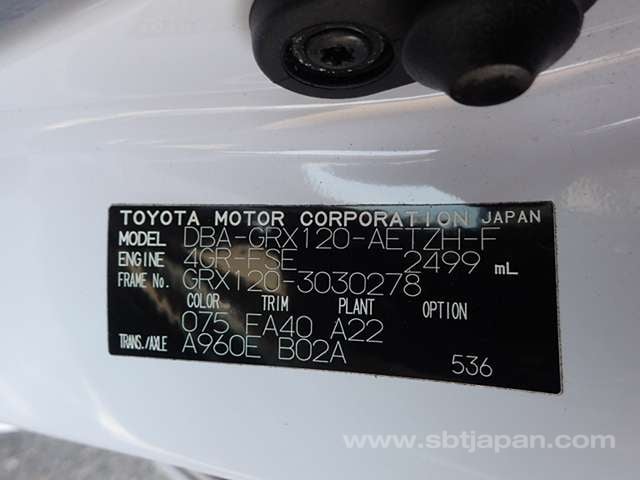 TOYOTA MOTOR CORPORATION JAPAN
MODEL DBA-GRX120-AETZH-F
ENGINE 4GR-FSE 2499 mL
FRAME No. GRX120-3030278
COLOR TRIM PLANT OPTION
075 FA40 A22
TRANS./AXLE A960E B02A
536
www.sbtjapan.com